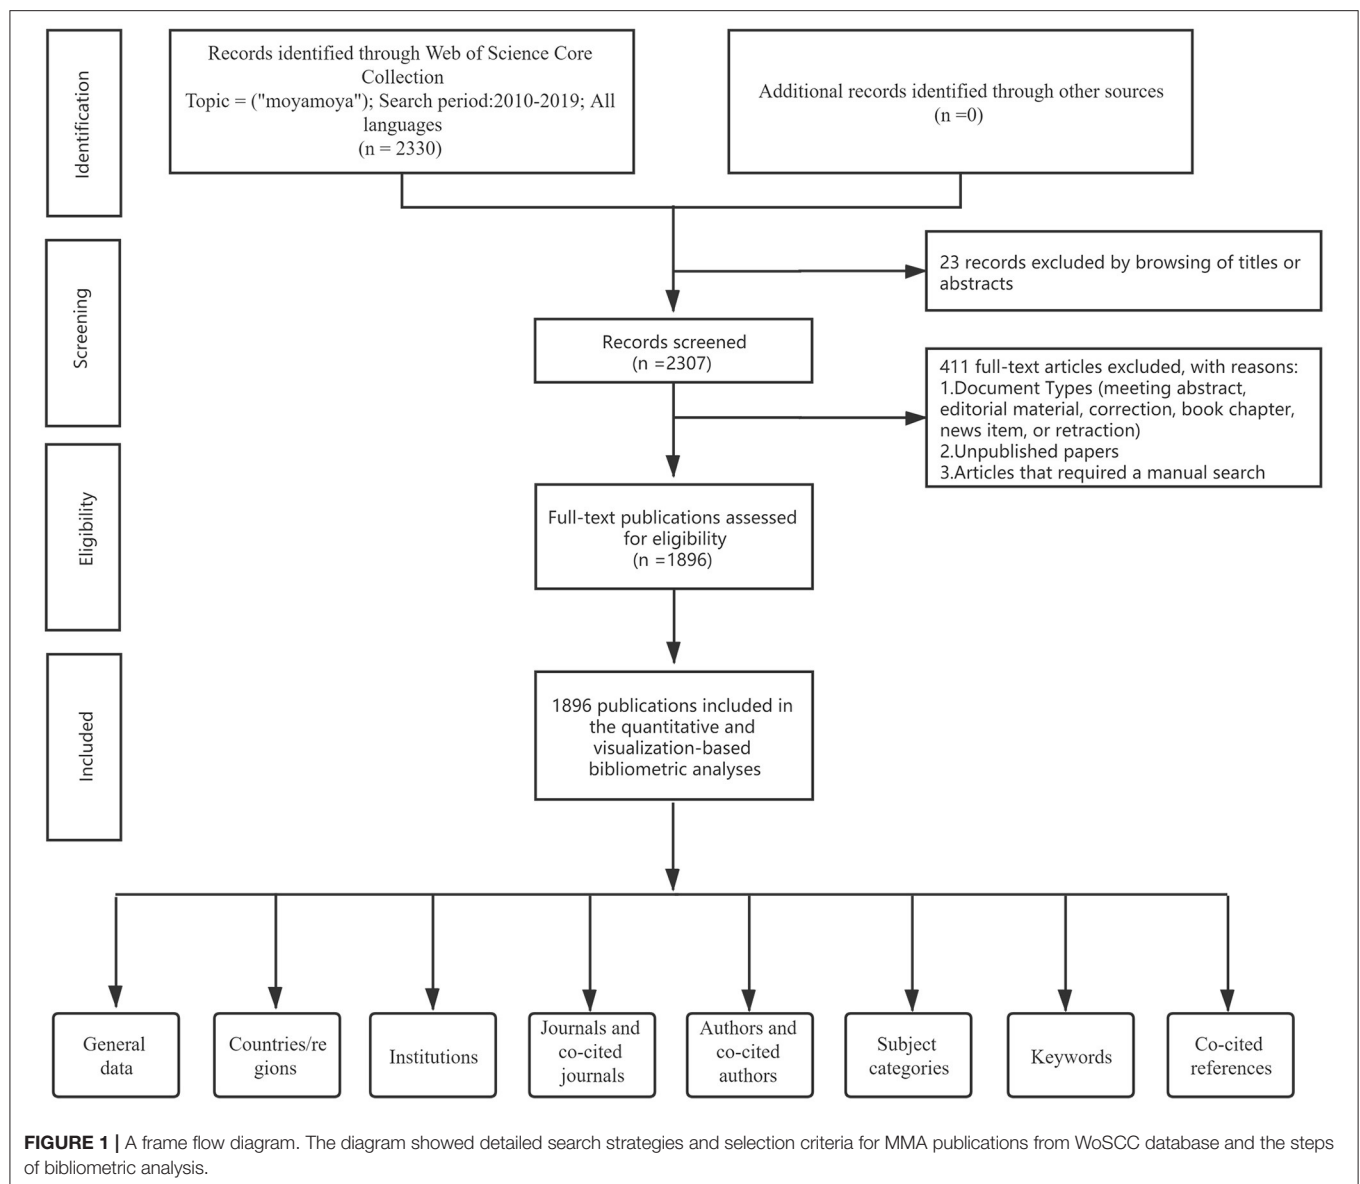 Identification
Records identified through Web of Science Core
Collection
Topic = ("moyamoya"); Search period:2010-2019; All
languages
(n = 2330)
Additional records identified through other sources
(n =0)
Screening
23 records excluded by browsing of titles or
abstracts
Records screened
(n =2307)
411 full-text articles excluded, with reasons:
1.Document Types (meeting abstract,
editorial material, correction, book chapter,
news item, or retraction)
2.Unpublished papers
3.Articles that required a manual search
Eligibility
Full-text publications assessed
for eligibility
(n =1896)
Included
1896 publications included in
the quantitative and
visualization-based
bibliometric analyses
General
data
Countries/re
gions
Institutions
Journals and
co-cited
journals
Authors and
co-cited
authors
Subject
categories
Keywords
Co-cited
references
FIGURE 1 | A frame flow diagram. The diagram showed detailed search strategies and selection criteria for MMA publications from WoSCC database and the steps
of bibliometric analysis.